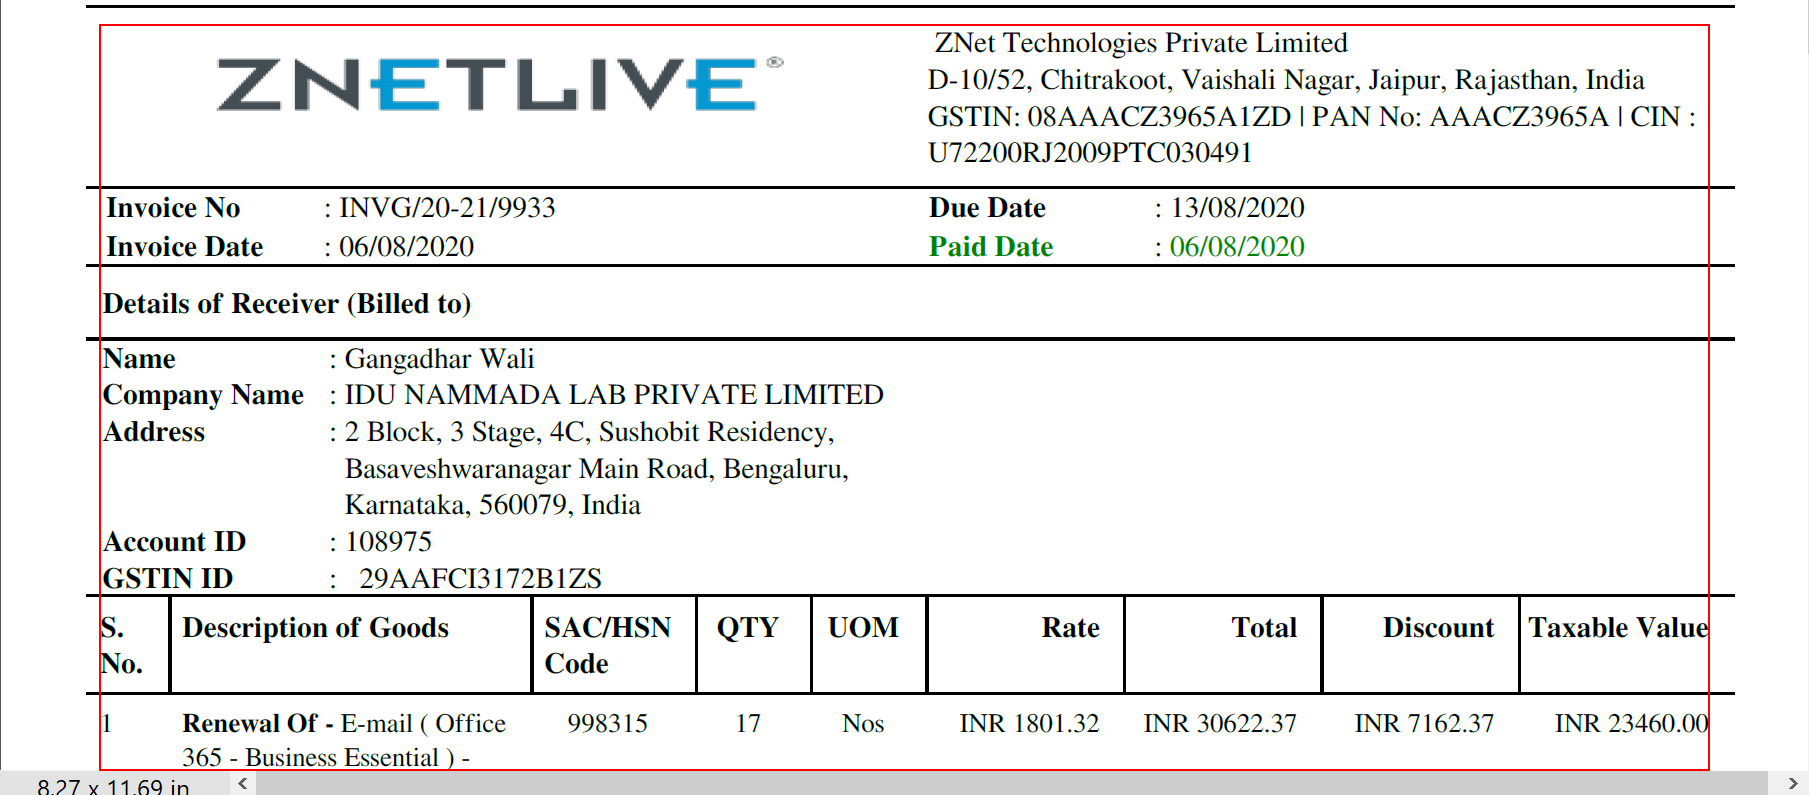 ZNETLIVE®
ZNet Technologies Private Limited
D-10/52, Chitrakoot, Vaishali Nagar, Jaipur, Rajasthan, India
GSTIN: 08AAACZ3965A1ZD | PAN No: AAACZ3965A | CIN :
U72200RJ2009PTC030491
Invoice No : INVG/20-21/9933 Due Date : 13/08/2020
Invoice Date : 06/08/2020 Paid Date : 06/08/2020
Details of Receiver (Billed to)
Name : Gangadhar Wali
Company Name : IDU NAMMADA LAB PRIVATE LIMITED
Address : 2 Block, 3 Stage, 4C, Sushobit Residency,
Basaveshwaranagar Main Road, Bengaluru,
Karnataka, 560079, India
Account ID : 108975
GSTIN ID : 29AAFCI3172B1ZS
S. Description of Goods SAC/HSN QTY UOM Rate Total Discount Taxable Value
No. Code
1 Renewal Of - E-mail ( Office 998315 17 Nos INR 1801.32 INR 30622.37 INR 7162.37 INR 23460.00
365 - Business Essential ) -
8.27 x 11.69 in